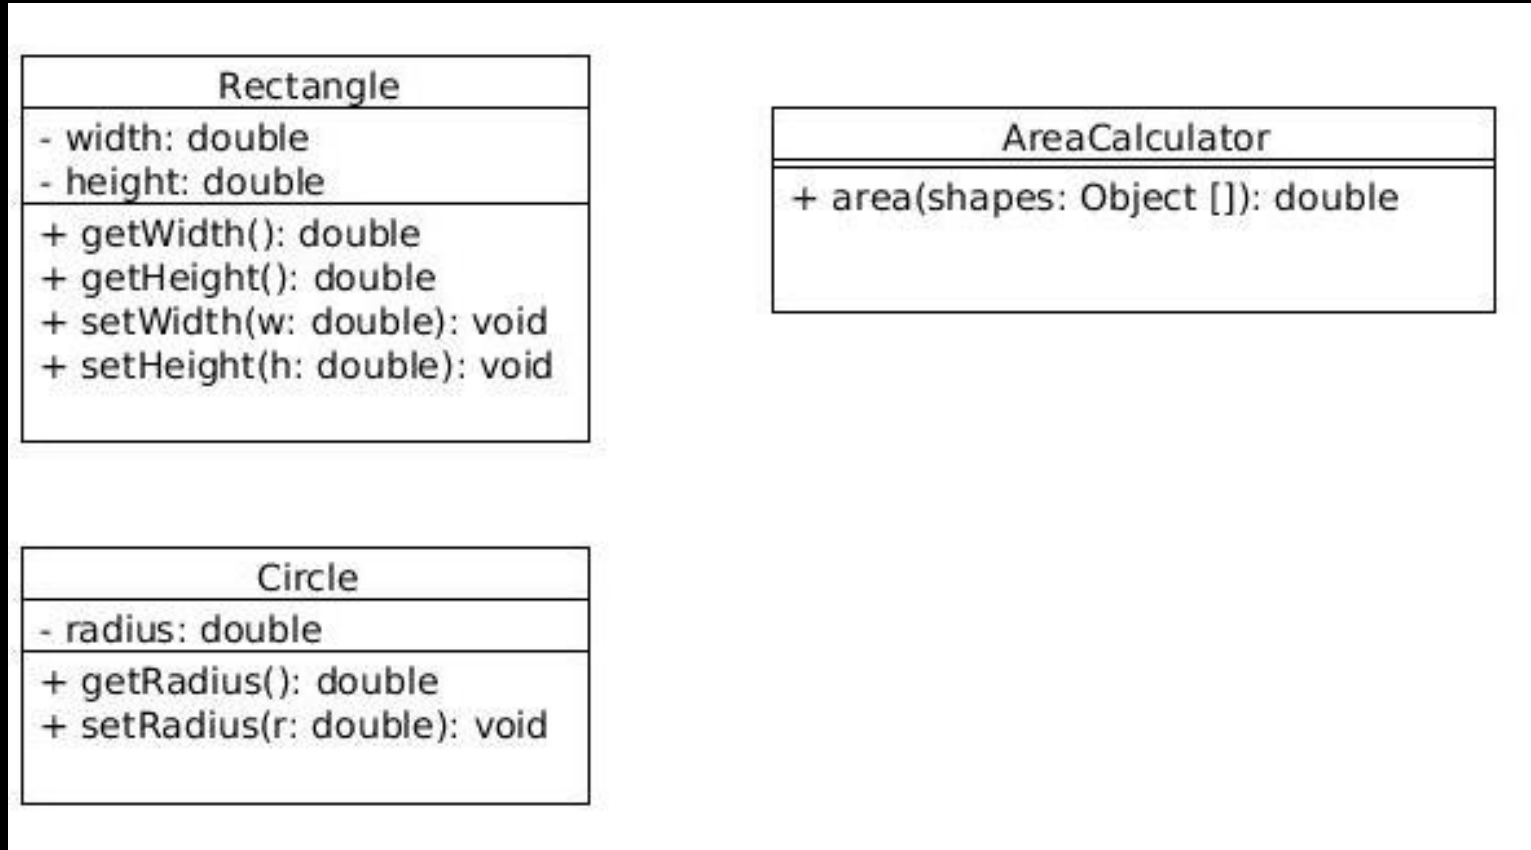 Rectangle
- width: double
- height: double
+ getWidth(): double
+ getHeight(): double
+ setWidth(w: double): void
+ setHeight(h: double): void
AreaCalculator
+ area(shapes: Object []): double
Circle
- radius: double
+ getRadius(): double
+ setRadius(r: double): void